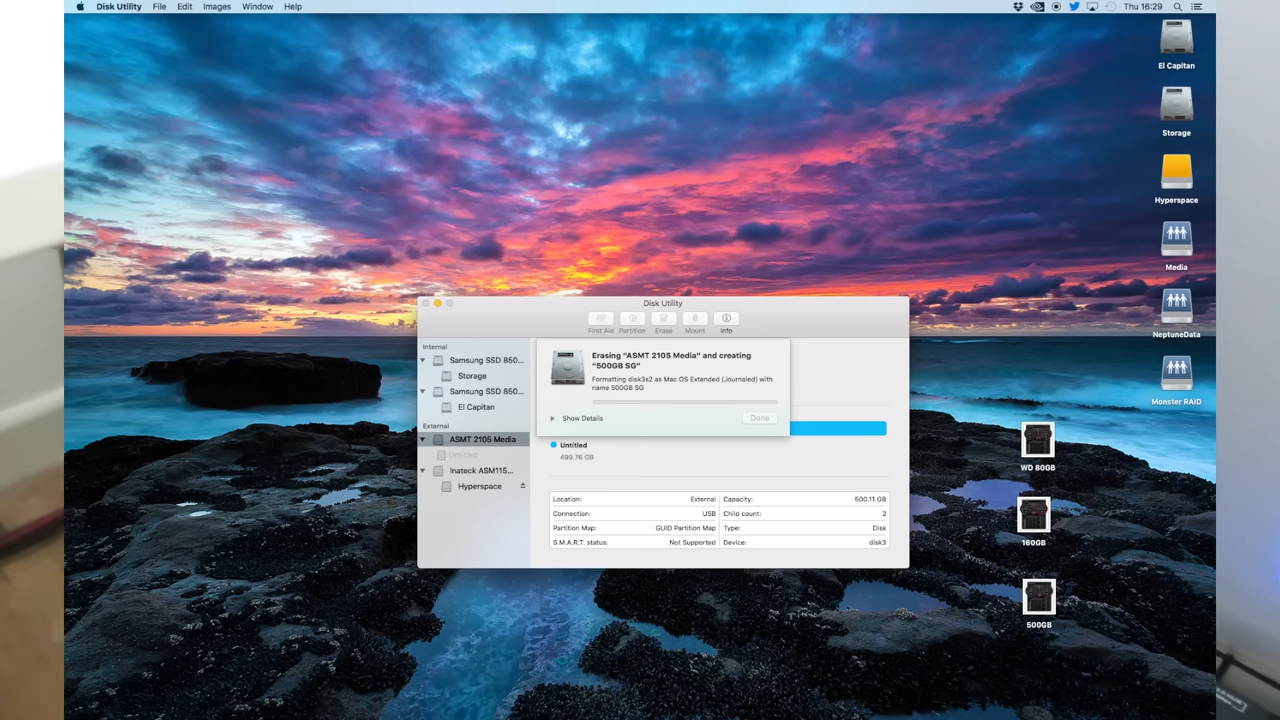 Disk Utility File Edit Images Window Help Thu 16:29
El Capitan
Storage
Hyperspace
Media
NeptuneData
Monster RAID
WD 80GB
160GB
500GB
Disk Utility
First Aid Partition Erase Mount Info
Internal
Samsung SSD 850...
Storage
Samsung SSD 850...
El Capitan
External
ASMT 2105 Media
Untitled
Inateck ASM115...
Hyperspace
Erasing “ASMT 2105 Media” and creating
“500GB SG”
Formatting disk3s2 as Mac OS Extended (Journaled) with
name 500GB SG
Show Details Done
Untitled
499.76 GB
Location: External Capacity: 500.11 GB
Connection: USB Child count: 2
Partition Map: GUID Partition Map Type: Disk
S.M.A.R.T. status: Not Supported Device: disk3